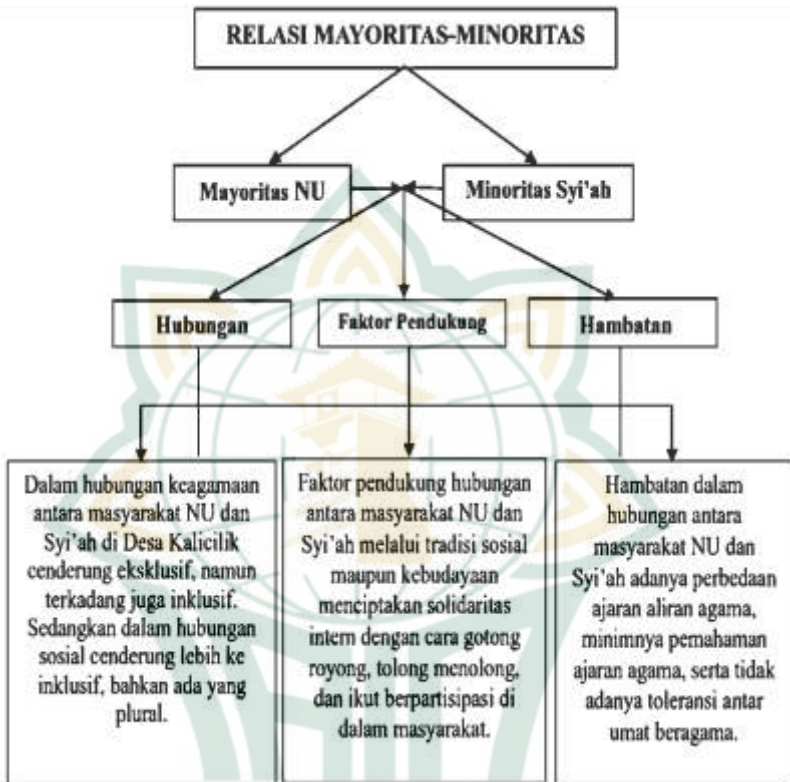 RELASI MAYORITAS-MINORITAS
Mayoritas NU
Minoritas Syi'ah
Hubungan
Faktor Pendukung
Hambatan
Dalam hubungan keagamaan
antara masyarakat NU dan
Syi'ah di Desa Kalicilik
cenderung eksklusif, namun
terkadang juga inklusif.
Sedangkan dalam hubungan
sosial cenderung lebih ke
inklusif, bahkan ada yang
plural.
Faktor pendukung hubungan
antara masyarakat NU dan
Syi'ah melalui tradisi sosial
maupun kebudayaan
menciptakan solidaritas
intern dengan cara gotong
royong, tolong menolong,
dan ikut berpartisipasi di
dalam masyarakat.
Hambatan dalam
hubungan antara
masyarakat NU dan
Syi'ah adanya perbedaan
ajaran aliran agama,
minimnya pemahaman
ajaran agama, serta tidak
adanya toleransi antar
umat beragama.